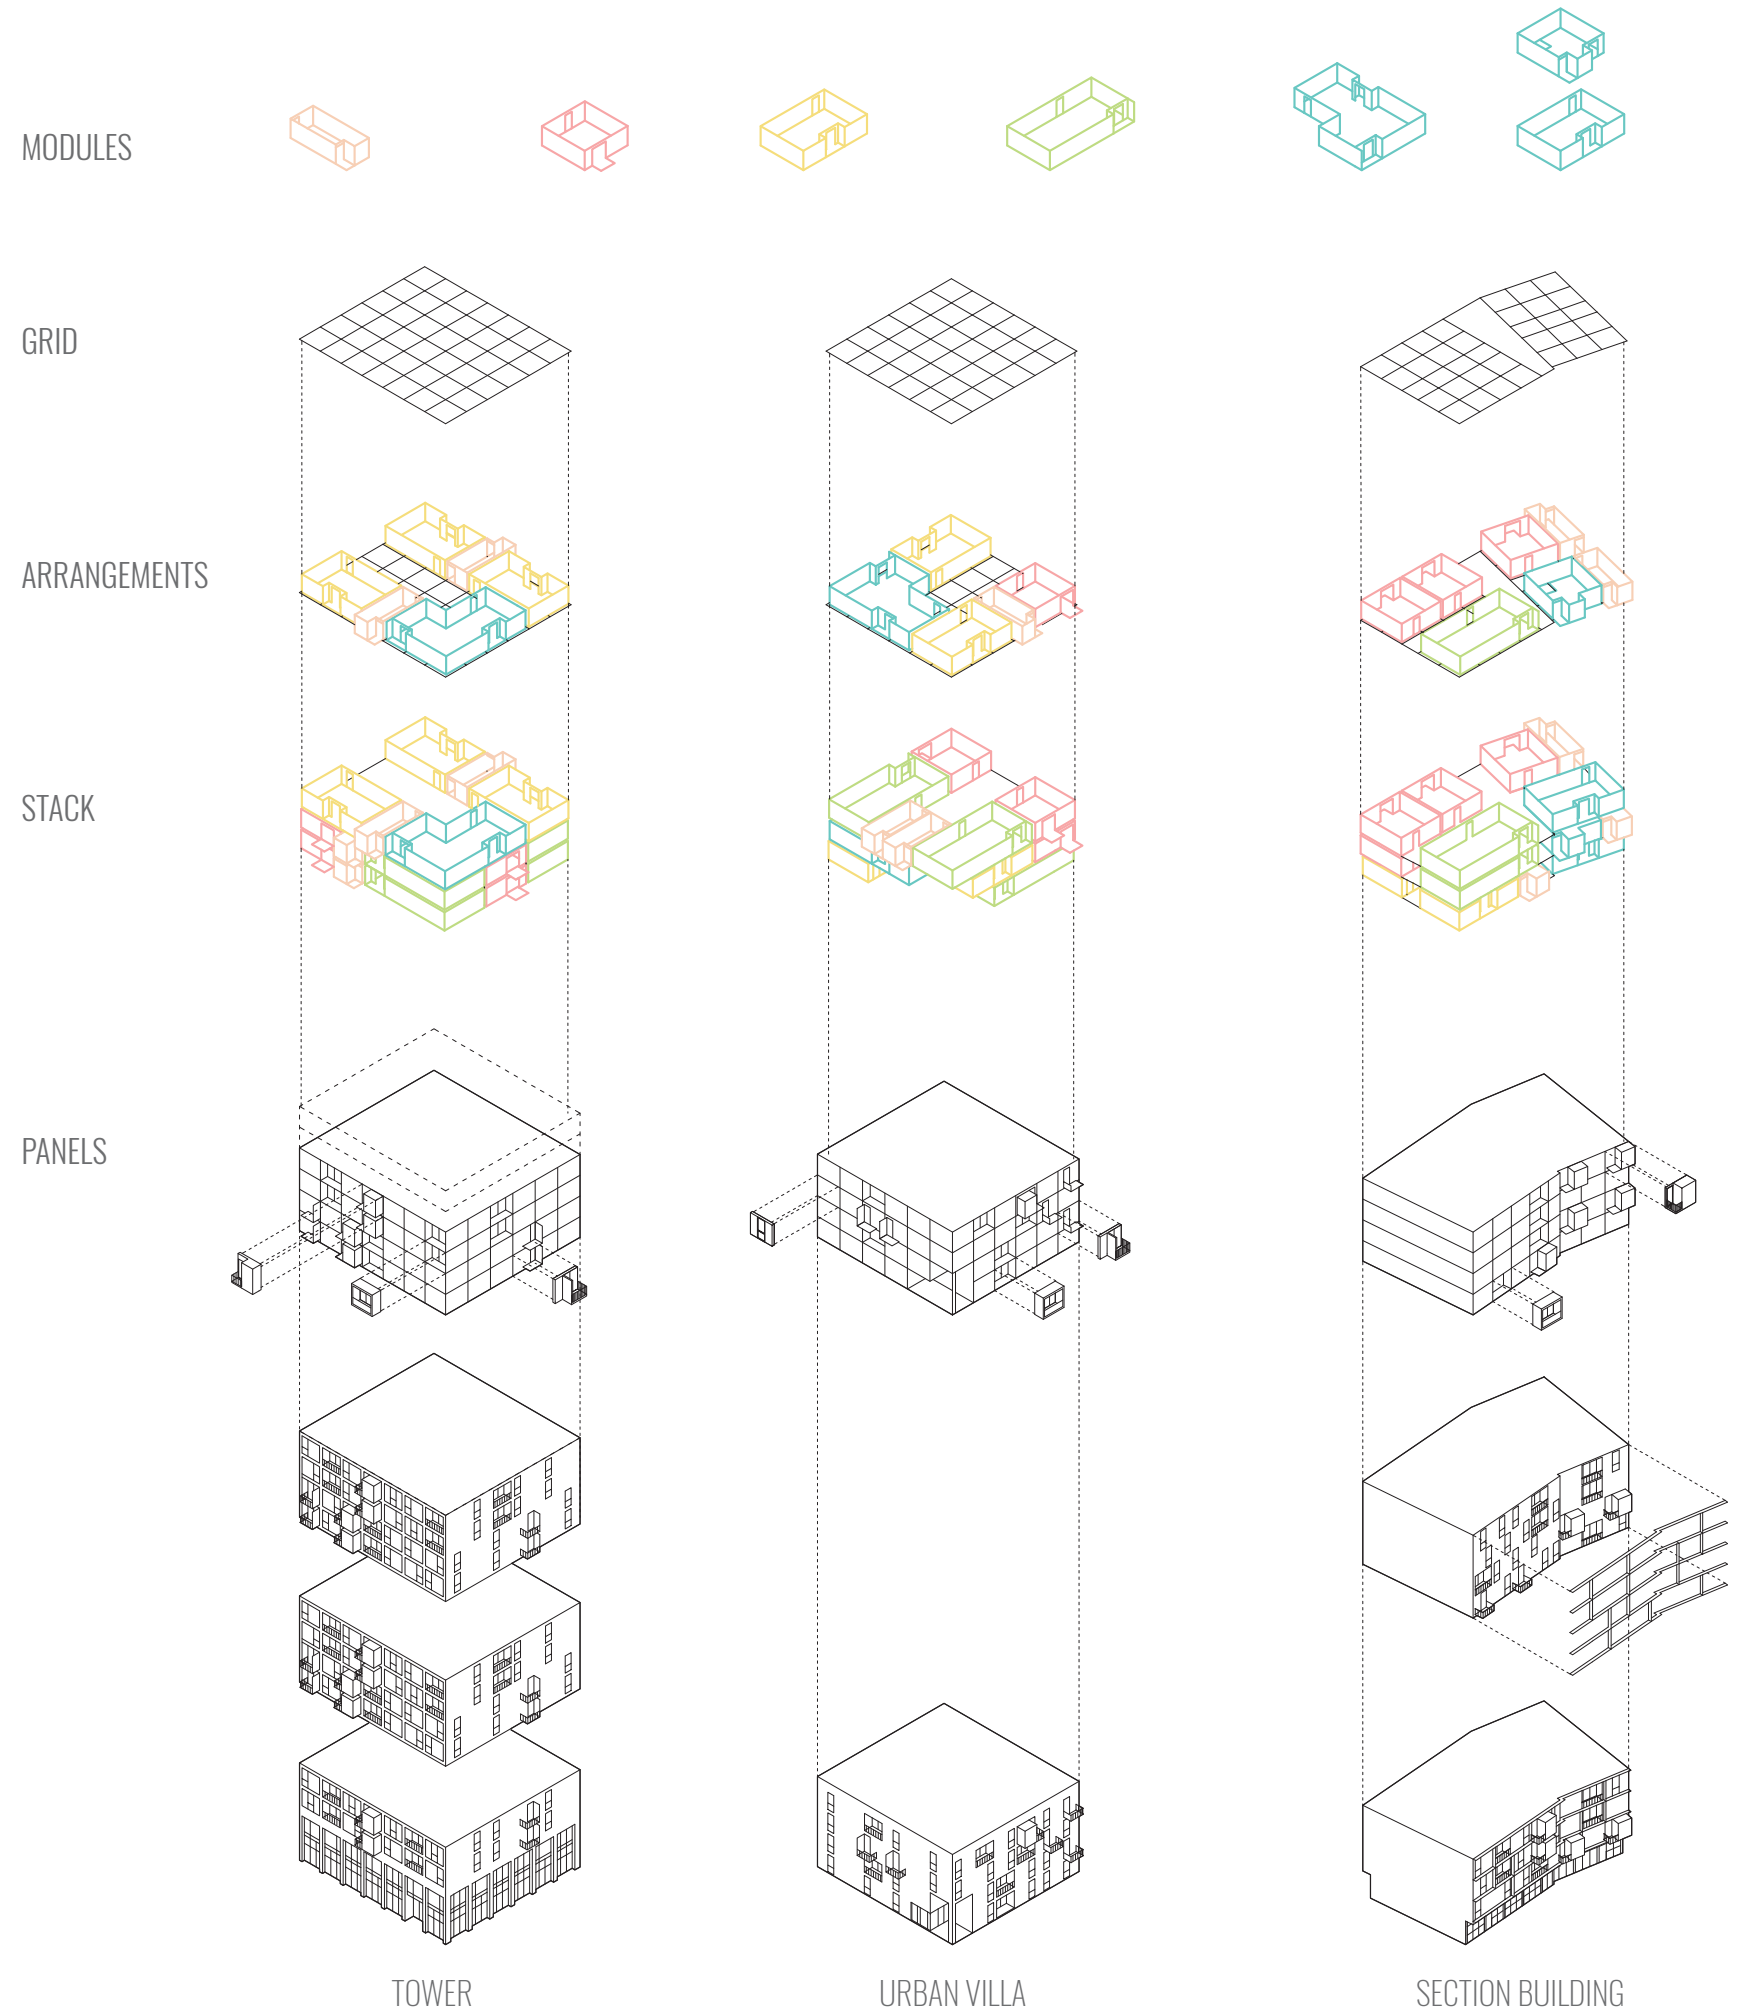 MODULES
GRID
ARRANGEMENTS
STACK
PANELS
TOWER
URBAN VILLA
SECTION BUILDING